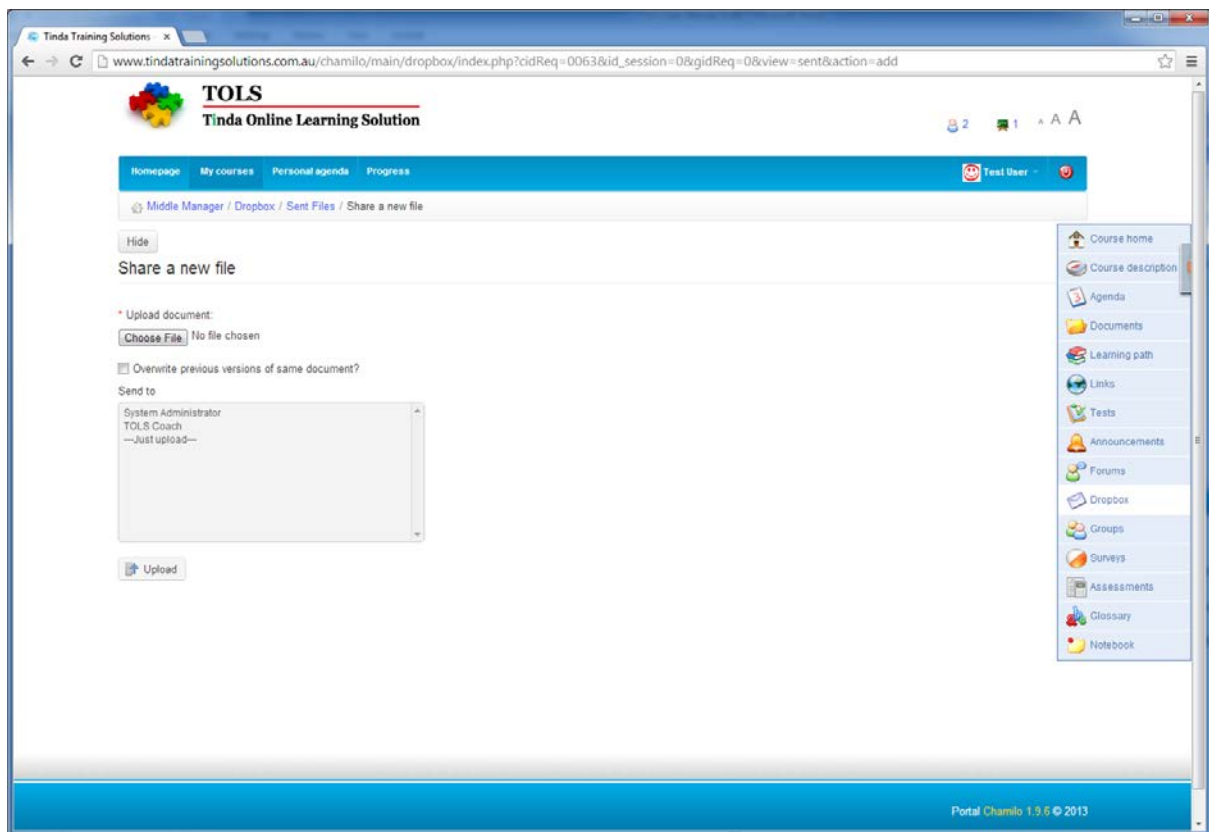 Tinda Training Solutions -
www.tindatrainingsolutions.com.au/chamilo/main/dropbox/index.php?cidReq=0063&id_session=0&gidReq=0&view=sent&action=add
TOLS
Tinda Online Learning Solution
2 1 A A A
Homepage My courses Personal agenda Progress Test User
Middle Manager / Dropbox / Sent Files / Share a new file
Hide
Share a new file
* Upload document:
Choose File No file chosen
Overwrite previous versions of same document?
Send to
System Administrator
TOLS Coach
---Just upload---
Upload
Course home
Course description
3 Agenda
Documents
Learning path
Links
Tests
Announcements
Forums
Dropbox
Groups
Surveys
Assessments
Glossary
Notebook
Portal Chamilo 1.9.6 © 2013